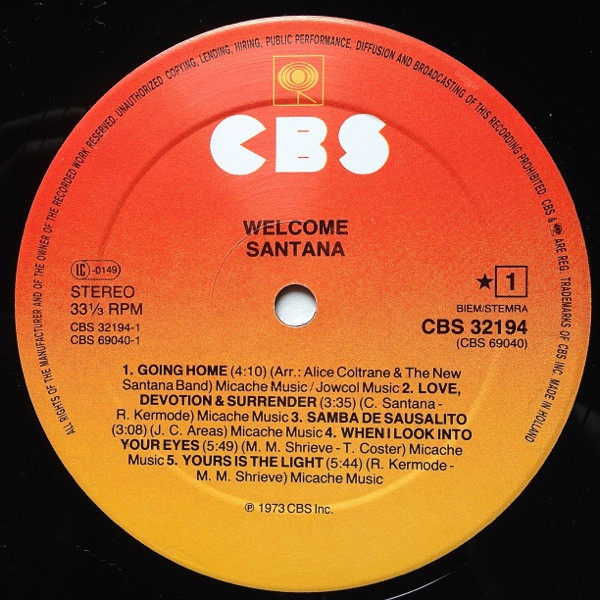 ALL RIGHTS OF THE MANUFACTURER AND OF THE OWNER OF THE RECORDED WORK RESERVED. UNAUTHORIZED COPYING, LENDING, HIRING, PUBLIC PERFORMANCE, DIFFUSION AND BROADCASTING OF THIS RECORDING PROHIBITED. CBS & ARE REG. TRADEMARKS OF CBS INC. MADE IN HOLLAND
CBS
WELCOME
SANTANA
LC -0149
STEREO
33⅓ RPM
CBS 32194-1
CBS 69040-1
★ 1
BIEM/STEMRA
CBS 32194
(CBS 69040)
1. GOING HOME (4:10) (Arr.: Alice Coltrane & The New
Santana Band) Micache Music / Jowcol Music 2. LOVE,
DEVOTION & SURRENDER (3:35) (C. Santana -
R. Kermode) Micache Music 3. SAMBA DE SAUSALITO
(3:08) (J. C. Areas) Micache Music 4. WHEN I LOOK INTO
YOUR EYES (5:49) (M. M. Shrieve - T. Coster) Micache
Music 5. YOURS IS THE LIGHT (5:44) (R. Kermode -
M. M. Shrieve) Micache Music
℗ 1973 CBS Inc.